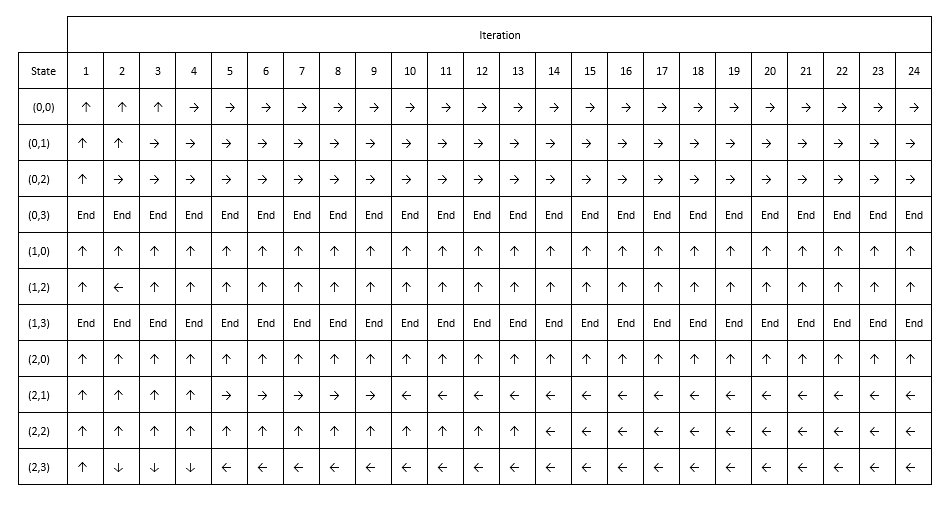 Iteration
State 1 2 3 4 5 6 7 8 9 10 11 12 13 14 15 16 17 18 19 20 21 22 23 24
(0,0) ↑ ↑ ↑ → → → → → → → → → → → → → → → → → → → → →
(0,1) ↑ ↑ → → → → → → → → → → → → → → → → → → → → → →
(0,2) ↑ → → → → → → → → → → → → → → → → → → → → → → →
(0,3) End End End End End End End End End End End End End End End End End End End End End End End End
(1,0) ↑ ↑ ↑ ↑ ↑ ↑ ↑ ↑ ↑ ↑ ↑ ↑ ↑ ↑ ↑ ↑ ↑ ↑ ↑ ↑ ↑ ↑ ↑ ↑
(1,2) ↑ ← ↑ ↑ ↑ ↑ ↑ ↑ ↑ ↑ ↑ ↑ ↑ ↑ ↑ ↑ ↑ ↑ ↑ ↑ ↑ ↑ ↑ ↑
(1,3) End End End End End End End End End End End End End End End End End End End End End End End End
(2,0) ↑ ↑ ↑ ↑ ↑ ↑ ↑ ↑ ↑ ↑ ↑ ↑ ↑ ↑ ↑ ↑ ↑ ↑ ↑ ↑ ↑ ↑ ↑ ↑
(2,1) ↑ ↑ ↑ ↑ → → → → → ← ← ← ← ← ← ← ← ← ← ← ← ← ← ←
(2,2) ↑ ↑ ↑ ↑ ↑ ↑ ↑ ↑ ↑ ↑ ↑ ↑ ↑ ← ← ← ← ← ← ← ← ← ← ←
(2,3) ↑ ↓ ↓ ↓ ← ← ← ← ← ← ← ← ← ← ← ← ← ← ← ← ← ← ← ←